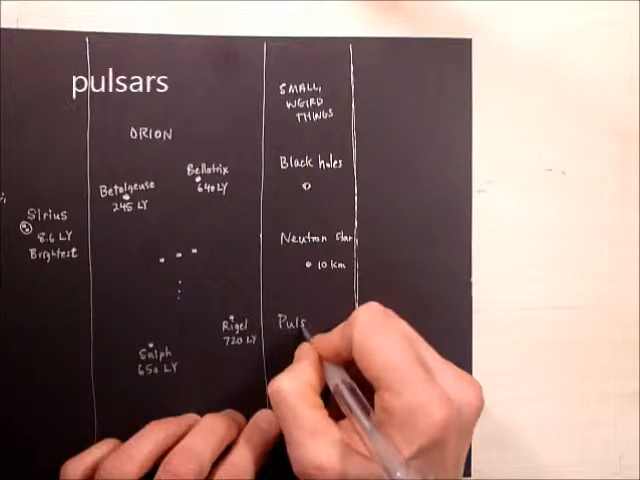 pulsars
ORION
Betalgeuse
245 LY
Bellatrix
640 LY
Sirius
8.6 LY
Brightest
Saiph
650 LY
Rigel
720 LY
SMALL,
WEIRD
THINGS
Black holes
Neutron star
10 km
Puls